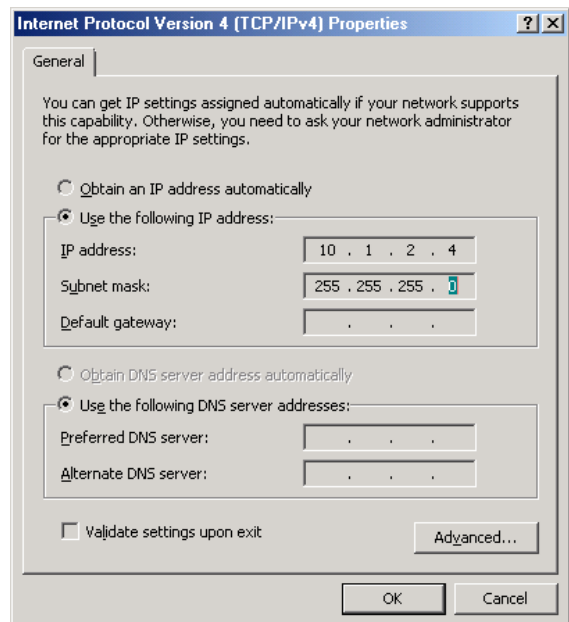 Internet Protocol Version 4 (TCP/IPv4) Properties
General
You can get IP settings assigned automatically if your network supports
this capability. Otherwise, you need to ask your network administrator
for the appropriate IP settings.
Obtain an IP address automatically
Use the following IP address:
IP address: 10 . 1 . 2 . 4
Subnet mask: 255 . 255 . 255 . 0
Default gateway: . . .
Obtain DNS server address automatically
Use the following DNS server addresses:
Preferred DNS server: . . .
Alternate DNS server: . . .
Validate settings upon exit
Advanced...
OK Cancel